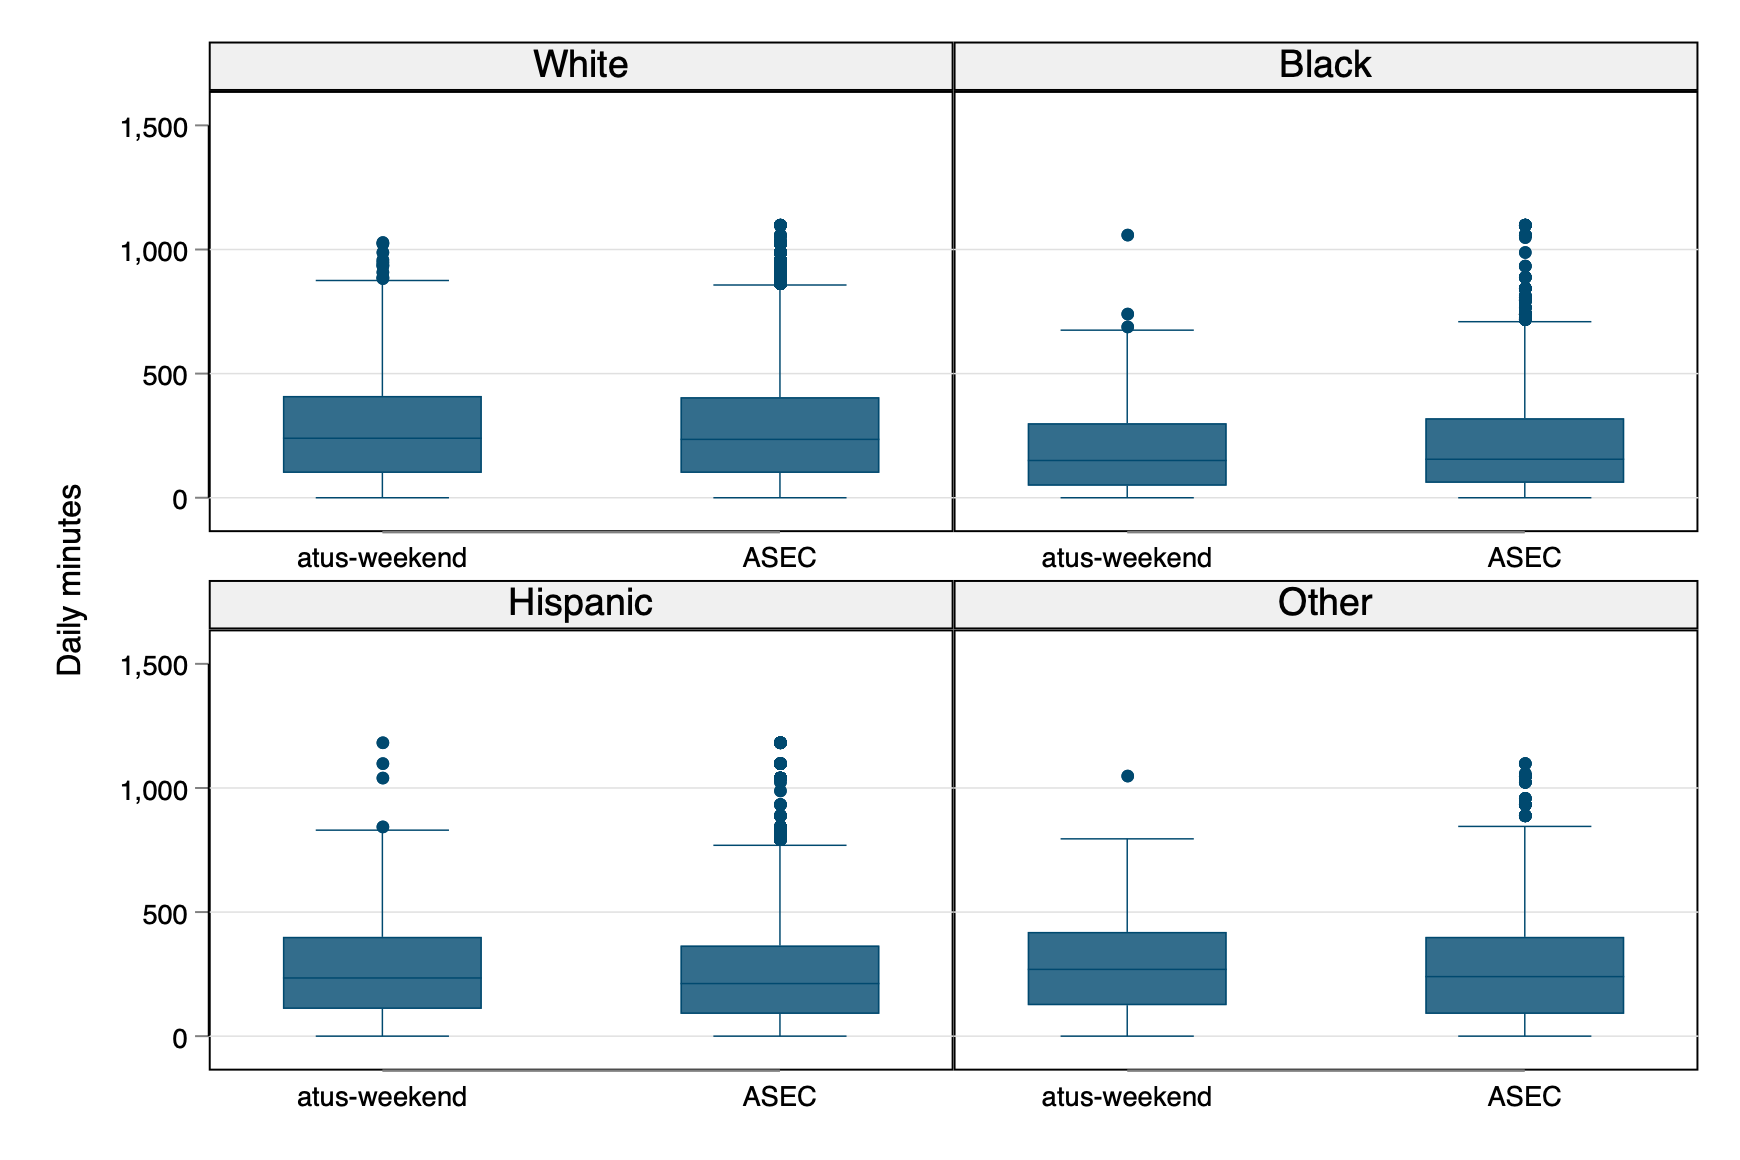 White
Black
1,500
1,000
500
0
atus-weekend
ASEC
atus-weekend
ASEC
Daily minutes
Hispanic
Other
1,500
1,000
500
0
atus-weekend
ASEC
atus-weekend
ASEC